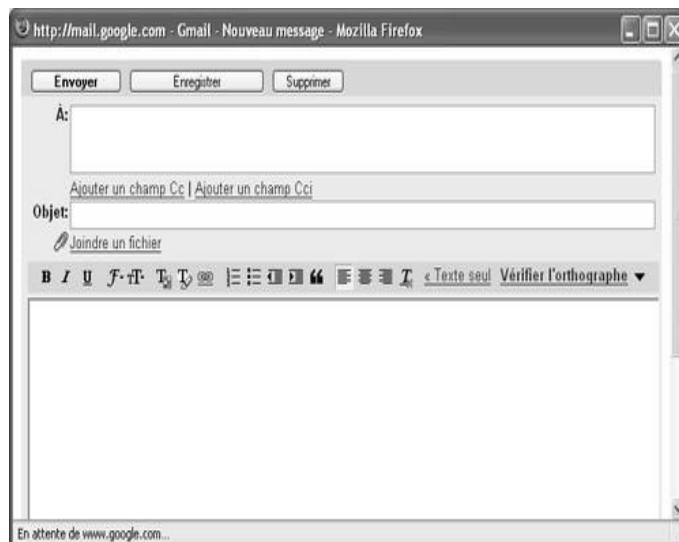 http://mail.google.com - Gmail - Nouveau message - Mozilla Firefox
Envoyer Enregistrer Supprimer
À:
Ajouter un champ Cc | Ajouter un champ Cci
Objet:
Joindre un fichier
B I U « Texte seul Vérifier l'orthographe
En attente de www.google.com...